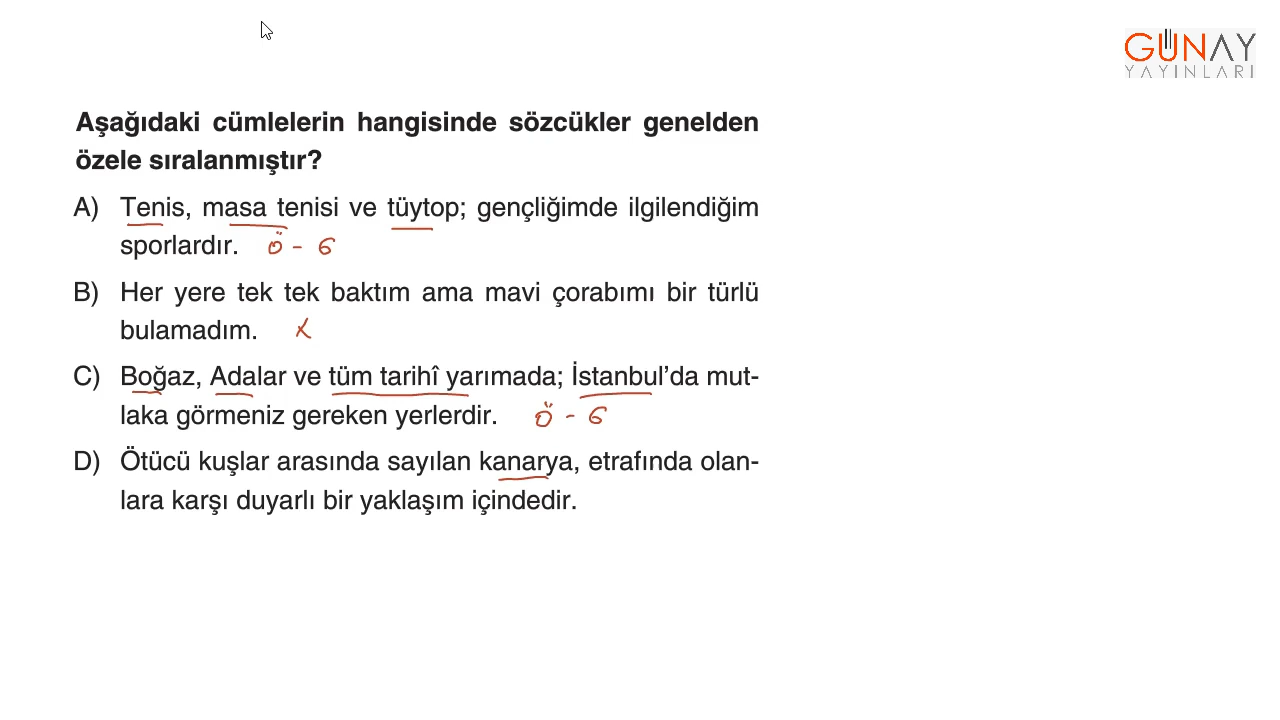 GÜNAY
YAYINLARI
Aşağıdaki cümlelerin hangisinde sözcükler genelden
özele sıralanmıştır?
A) Tenis, masa tenisi ve tüytop; gençliğimde ilgilendiğim
sporlardır. Ö - G
B) Her yere tek tek baktım ama mavi çorabımı bir türlü
bulamadım. X
C) Boğaz, Adalar ve tüm tarihî yarımada; İstanbul'da mut-
laka görmeniz gereken yerlerdir. Ö - G
D) Ötücü kuşlar arasında sayılan kanarya, etrafında olan-
lara karşı duyarlı bir yaklaşım içindedir.